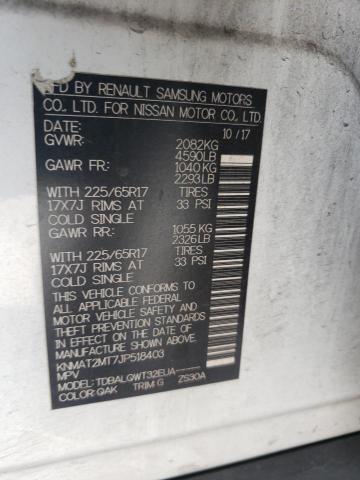 MFD BY RENAULT SAMSUNG MOTORS
CO., LTD. FOR NISSAN MOTOR CO., LTD.
DATE: 10/17
GVWR: 2082KG
4590LB
GAWR FR: 1040KG
2293LB
WITH 225/65R17 TIRES
17X7J RIMS AT 33 PSI
COLD SINGLE
GAWR RR: 1055KG
2326LB
WITH 225/65R17 TIRES
17X7J RIMS AT 33 PSI
COLD SINGLE
THIS VEHICLE CONFORMS TO
ALL APPLICABLE FEDERAL
MOTOR VEHICLE SAFETY AND
THEFT PREVENTION STANDARDS
IN EFFECT ON THE DATE OF
MANUFACTURE SHOWN ABOVE.
KNMAT2MT7JP518403
MPV
MODEL: TDBALGWT32EUA-----
COLOR: QAK TRIM G ZS30A